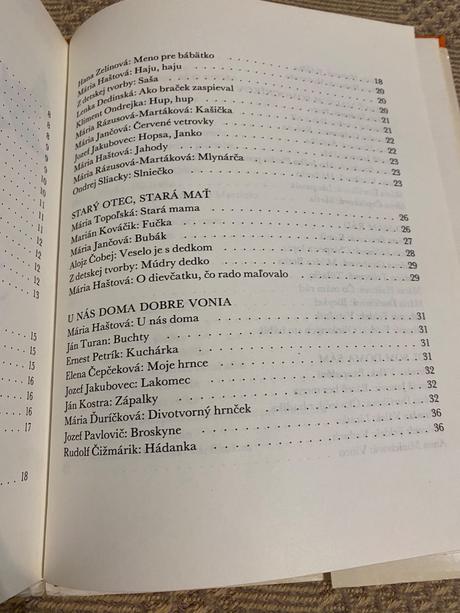 Hana Zelinová: Meno pre bábätko . . . 18
Mária Haštová: Haju, haju . . . 20
Z detskej tvorby: Saša . . . 20
Lenka Dedinská: Ako braček zaspieval . . . 20
Kliment Ondrejka: Hup, hup . . . 21
Mária Rázusová-Martáková: Kašička . . . 21
Mária Jančová: Červené vetrovky . . . 22
Jozef Jakubovec: Hopsa, Janko . . . 22
Mária Haštová: Jahody . . . 23
Mária Rázusová-Martáková: Mlynárča . . . 23
Ondrej Sliacky: Slniečko . . . 23
STARÝ OTEC, STARÁ MAŤ
Mária Topoľská: Stará mama . . . 26
Marián Kováčik: Fučka . . . 26
Mária Jančová: Bubák . . . 27
Alojz Čobej: Veselo je s dedkom . . . 28
Z detskej tvorby: Múdry dedko . . . 29
Mária Haštová: O dievčatku, čo rado maľovalo . . . 29
U NÁS DOMA DOBRE VONIA
Mária Haštová: U nás doma . . . 31
Ján Turan: Buchty . . . 31
Ernest Petrík: Kuchárka . . . 31
Elena Čepčeková: Moje hrnce . . . 31
Jozef Jakubovec: Lakomec . . . 32
Ján Kostra: Zápalky . . . 32
Mária Ďuríčková: Divotvorný hrnček . . . 32
Jozef Pavlovič: Broskyne . . . 36
Rudolf Čižmárik: Hádanka . . . 36